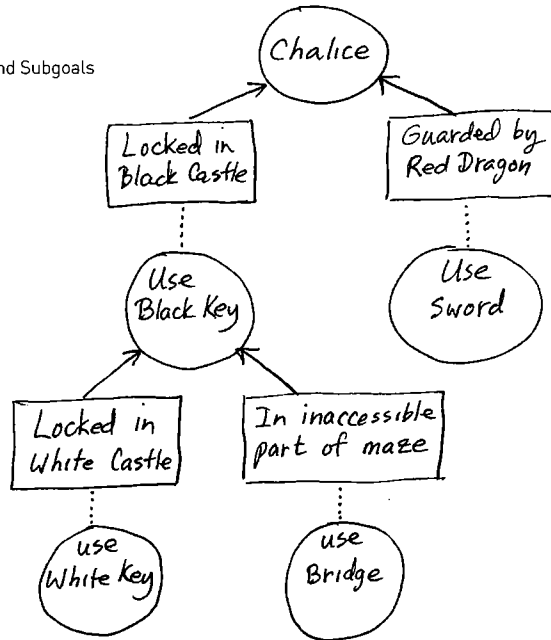 nd Subgoals
Chalice
Locked in
Black Castle
Guarded by
Red Dragon
Use
Black Key
Use
Sword
Locked in
White Castle
In inaccessible
part of maze
use
White Key
use
Bridge